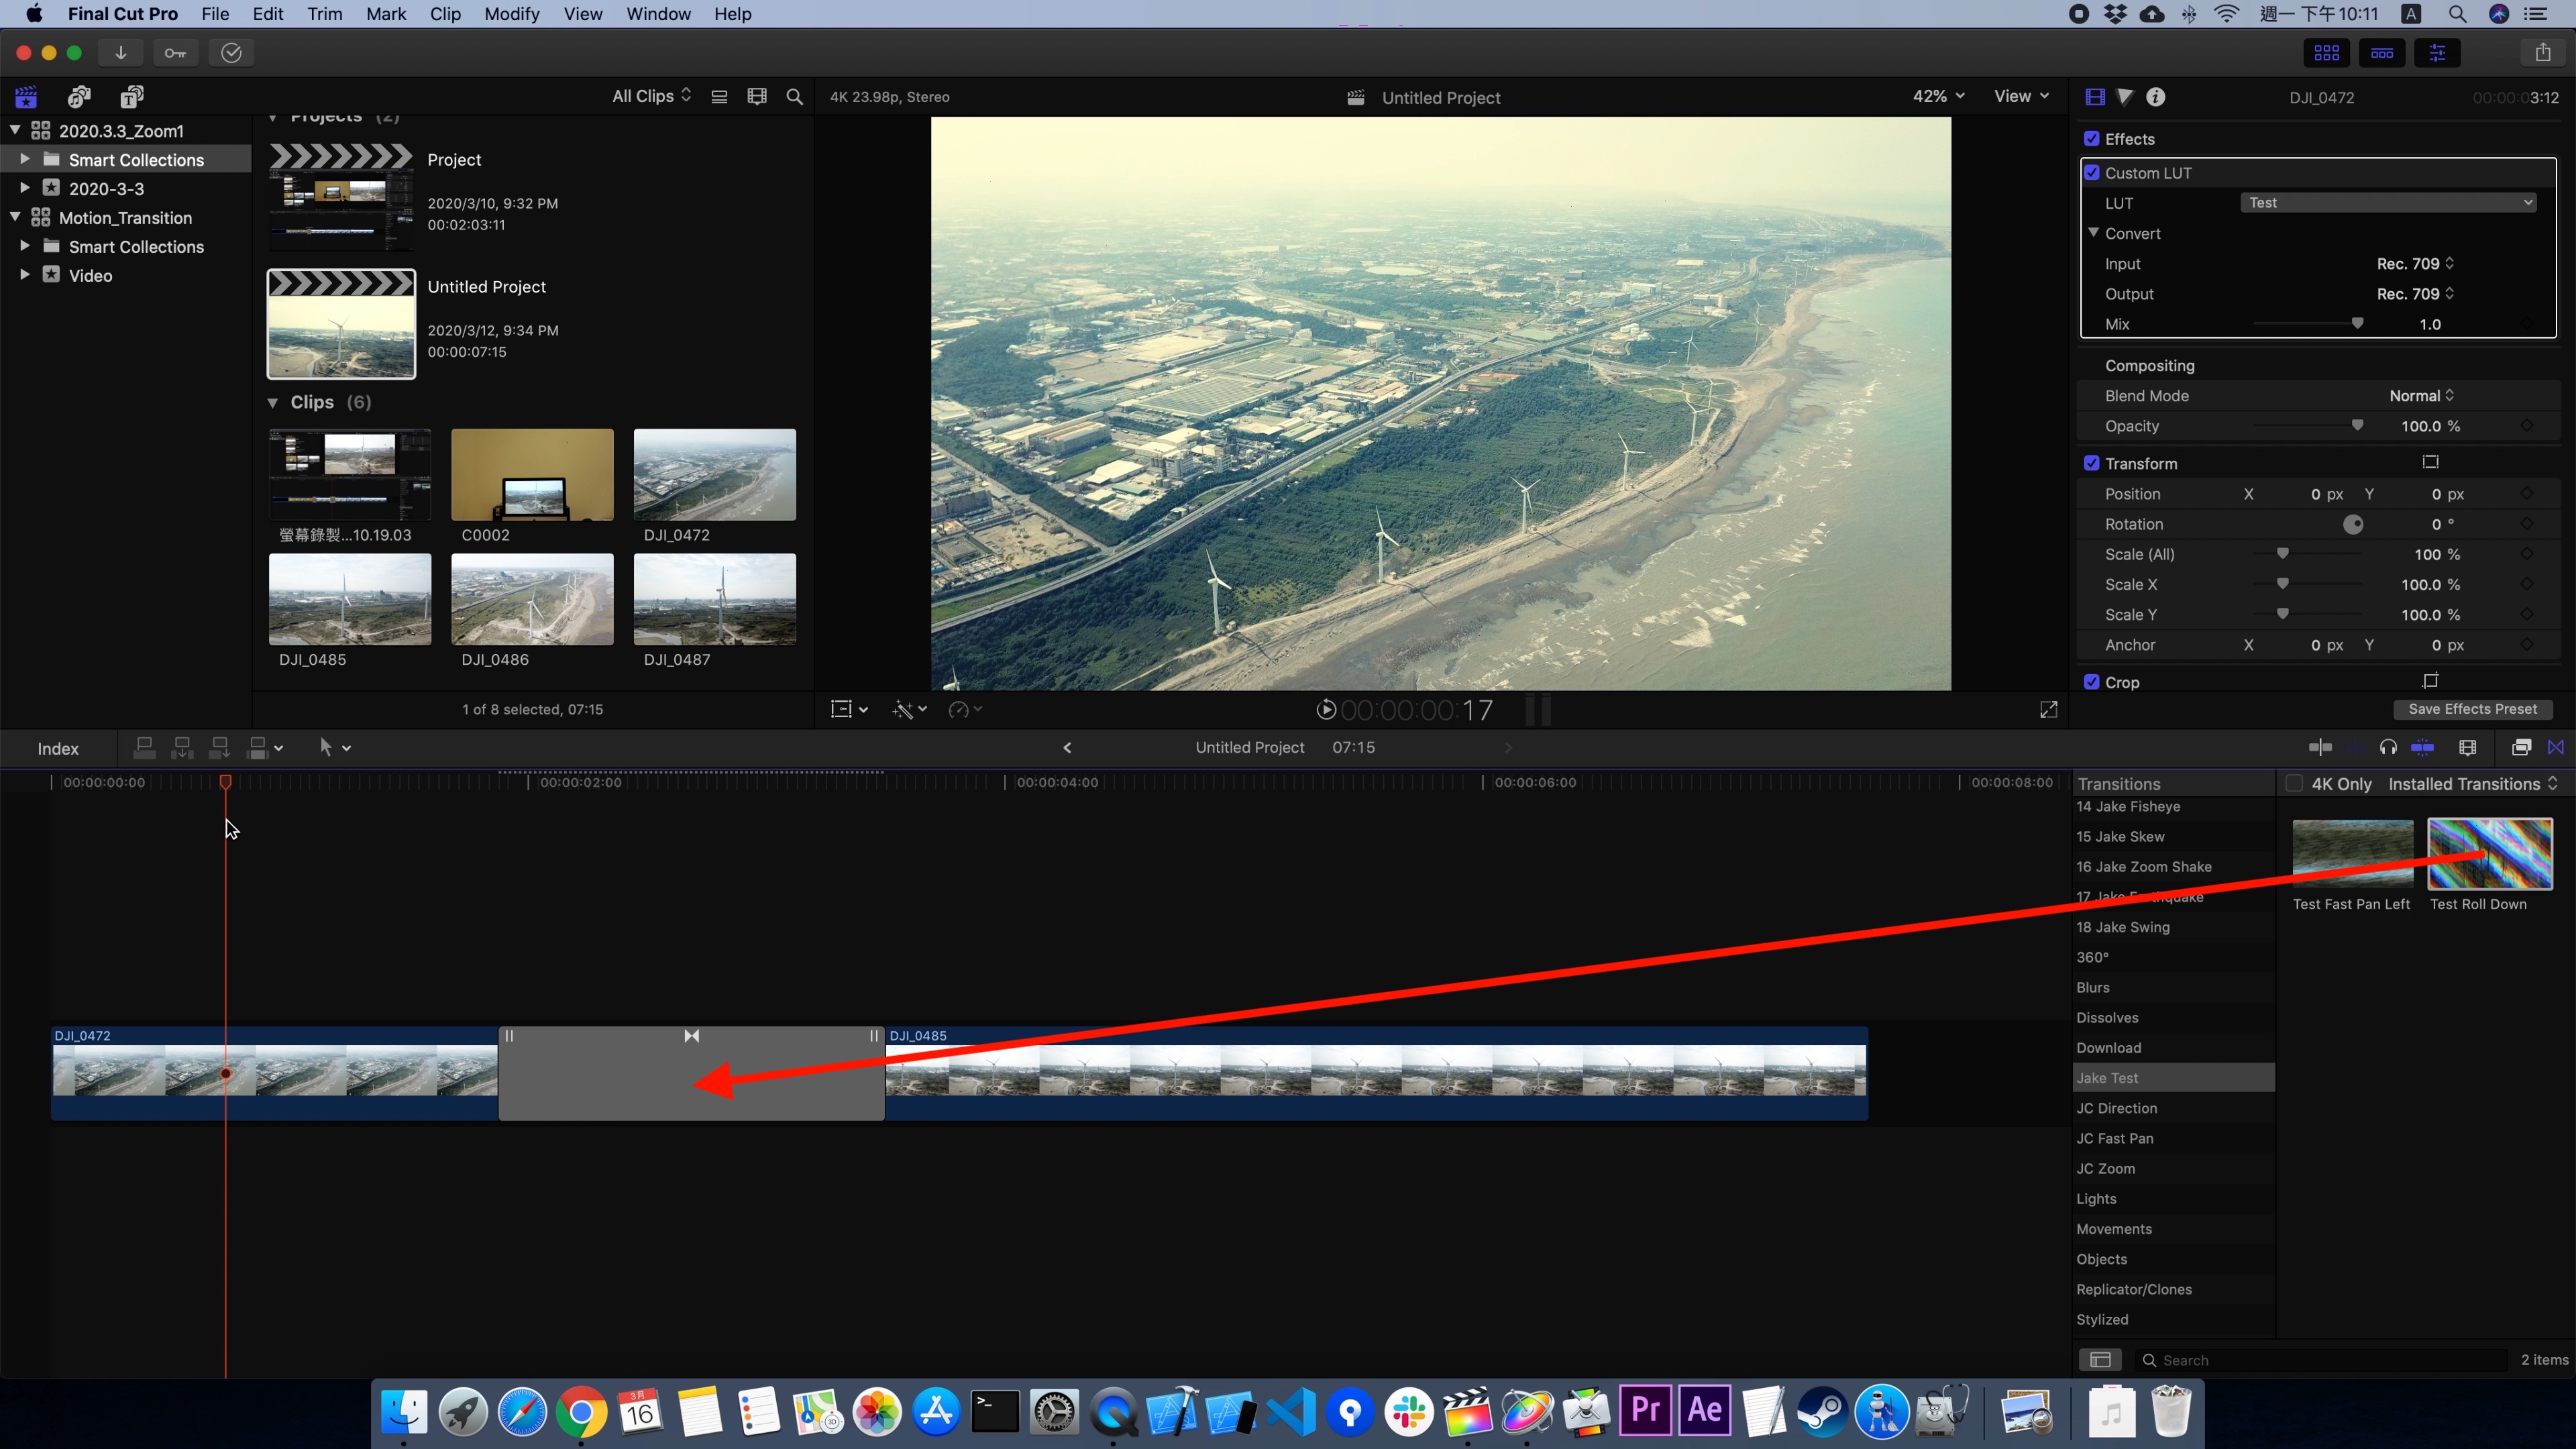 Final Cut Pro File Edit Trim Mark Clip Modify View Window Help
週一 下午10:11 A
All Clips
4K 23.98p, Stereo
Untitled Project
42% View
DJI_0472
00:00:03:12
2020.3.3_Zoom1
Smart Collections
2020-3-3
Motion_Transition
Smart Collections
Video
Projects (2)
Project
2020/3/10, 9:32 PM
00:02:03:11
Untitled Project
2020/3/12, 9:34 PM
00:00:07:15
Clips (6)
螢幕錄製...10.19.03
C0002
DJI_0472
DJI_0485
DJI_0486
DJI_0487
1 of 8 selected, 07:15
00:00:00:17
Effects
Custom LUT
LUT Test
Convert
Input Rec. 709
Output Rec. 709
Mix 1.0
Compositing
Blend Mode Normal
Opacity 100.0 %
Transform
Position X 0 px Y 0 px
Rotation 0 °
Scale (All) 100 %
Scale X 100.0 %
Scale Y 100.0 %
Anchor X 0 px Y 0 px
Crop
Save Effects Preset
Index
Untitled Project 07:15
00:00:00:00
00:00:02:00
00:00:04:00
00:00:06:00
00:00:08:00
DJI_0472
DJI_0485
Transitions
4K Only Installed Transitions
14 Jake Fisheye
15 Jake Skew
16 Jake Zoom Shake
17 Jake Earthquake
18 Jake Swing
360°
Blurs
Dissolves
Download
Jake Test
JC Direction
JC Fast Pan
JC Zoom
Lights
Movements
Objects
Replicator/Clones
Stylized
Test Fast Pan Left
Test Roll Down
Search
2 items
3月
16
3D
Pr
Ae